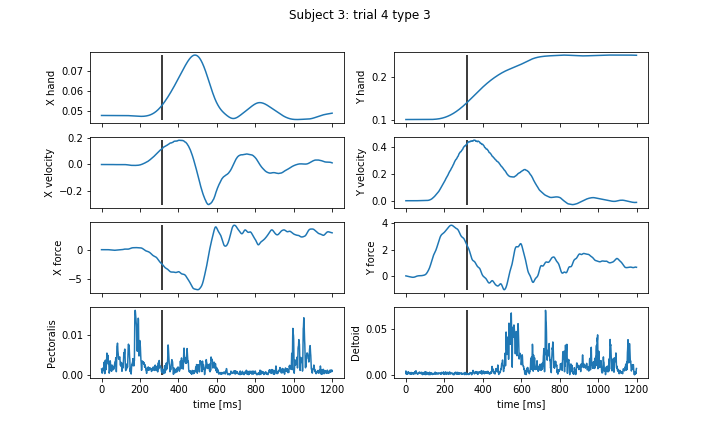 Subject 3: trial 4 type 3
X hand
0.07
0.06
0.05
Y hand
0.2
0.1
X velocity
0.2
0.0
−0.2
Y velocity
0.4
0.2
0.0
X force
0
−5
Y force
4
2
0
Pectoralis
0.01
0.00
0 200 400 600 800 1000 1200
time [ms]
Deltoid
0.05
0.00
0 200 400 600 800 1000 1200
time [ms]